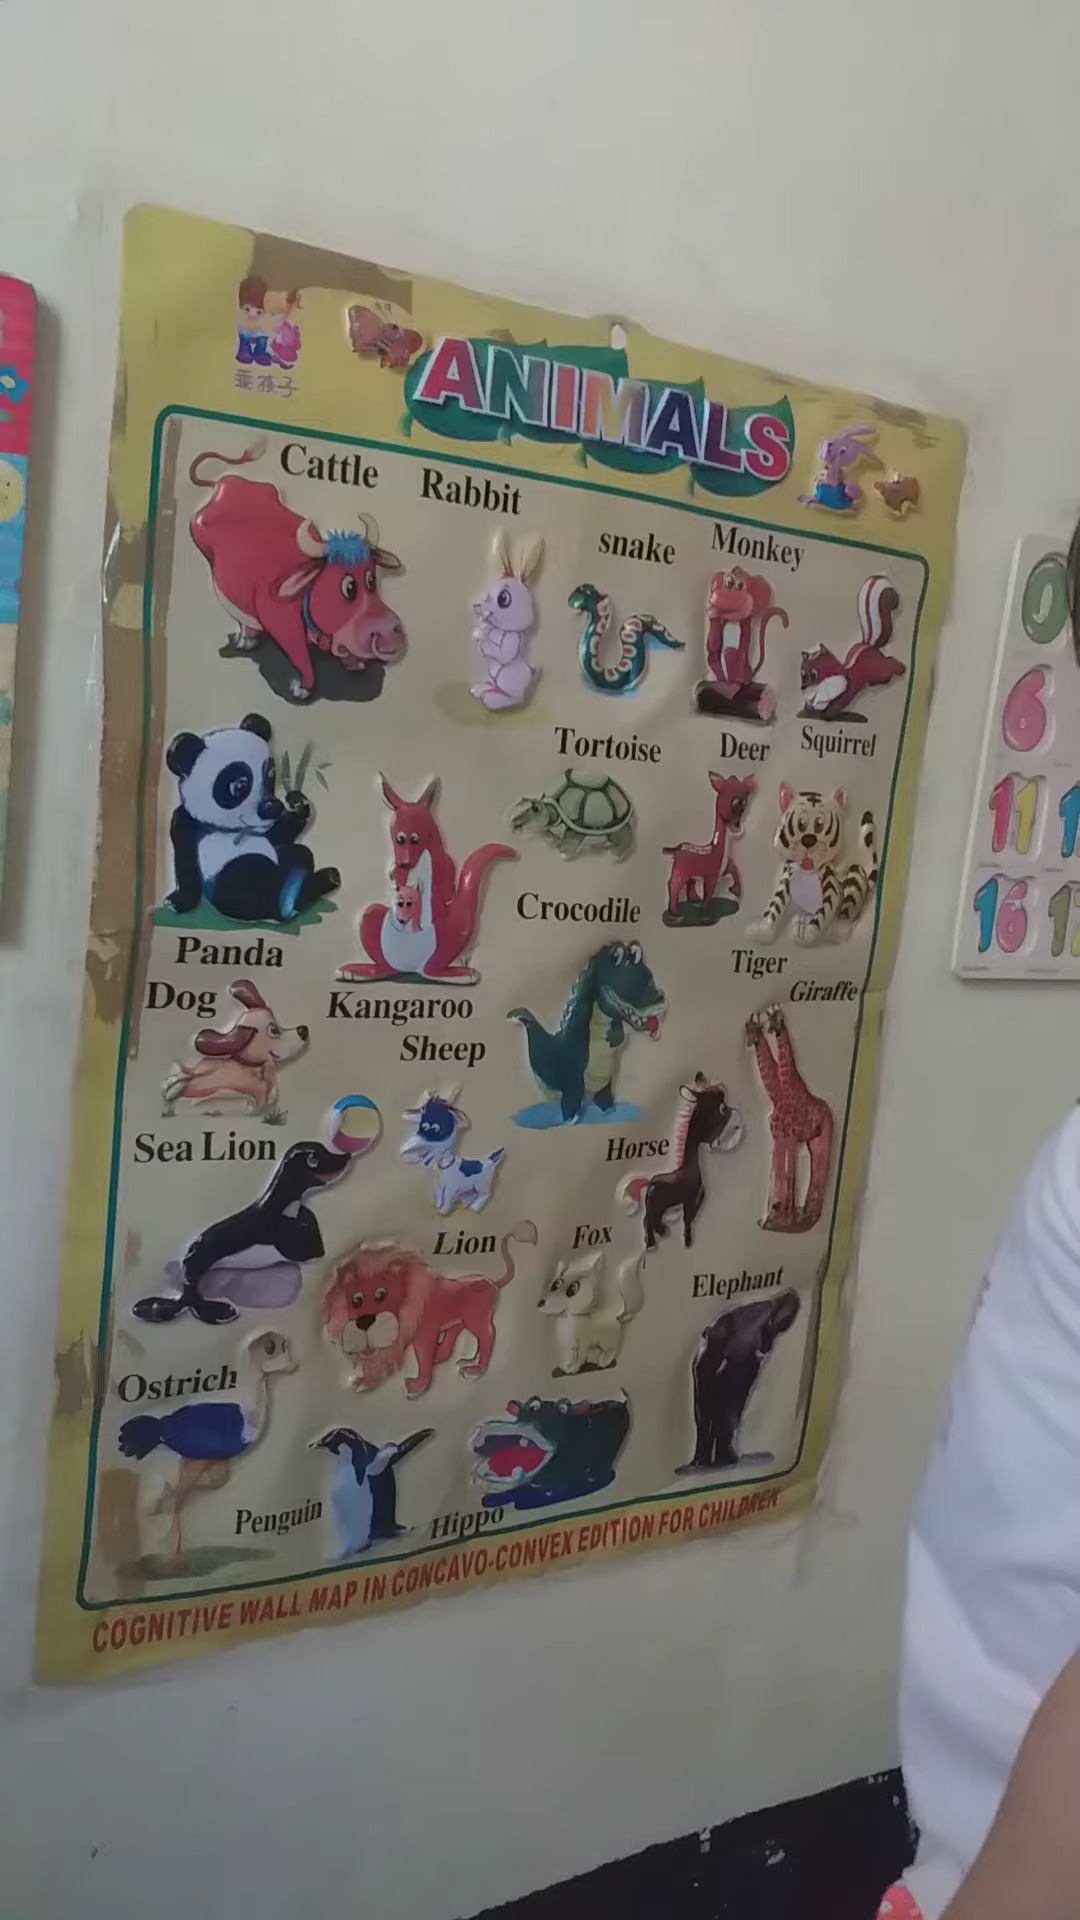 乖孩子
ANIMALS
Cattle
Rabbit
snake
Monkey
Tortoise
Deer
Squirrel
Crocodile
Panda
Tiger
Dog
Kangaroo
Giraffe
Sheep
Sea Lion
Horse
Lion
Fox
Elephant
Ostrich
Penguin
Hippo
COGNITIVE WALL MAP IN CONCAVO-CONVEX EDITION FOR CHILDREN
0
6
11
16